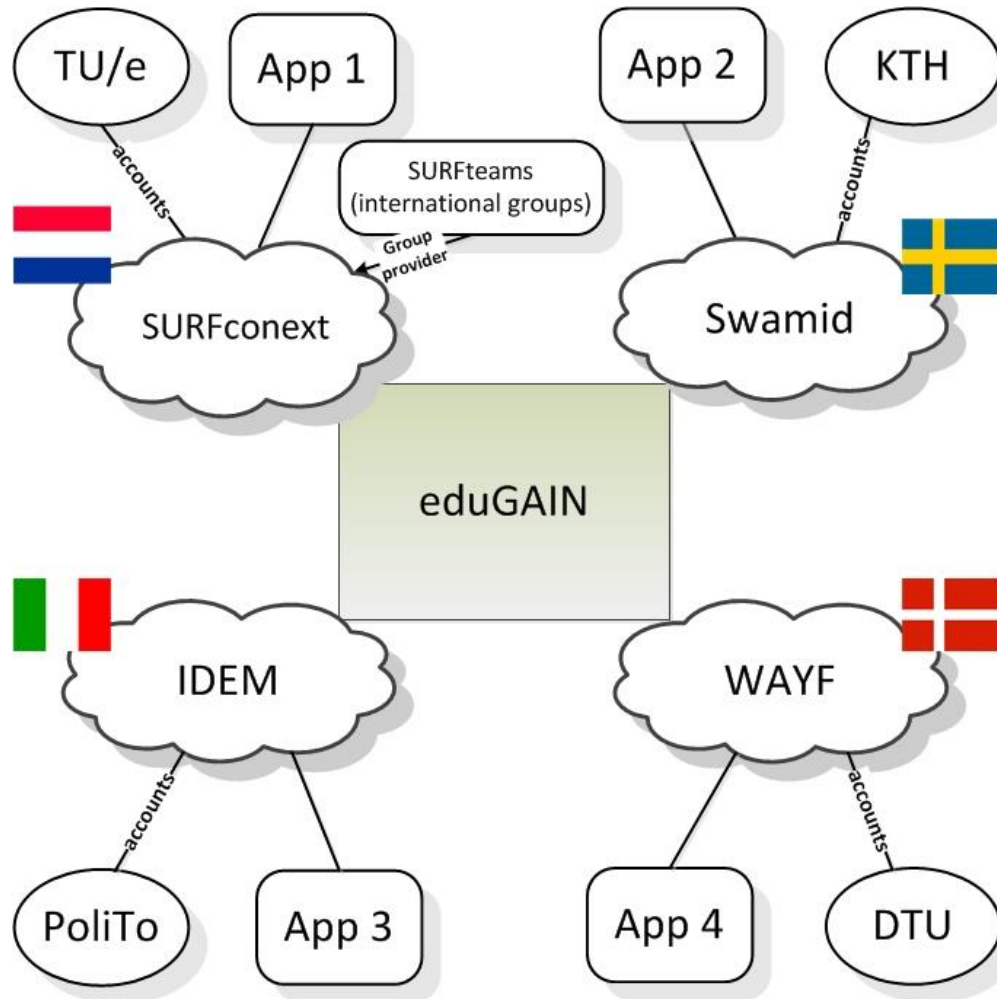 TU/e
App 1
App 2
KTH
accounts
SURFteams
(international groups)
accounts
Group
provider
SURFconext
Swamid
eduGAIN
IDEM
WAYF
accounts
accounts
PoliTo
App 3
App 4
DTU